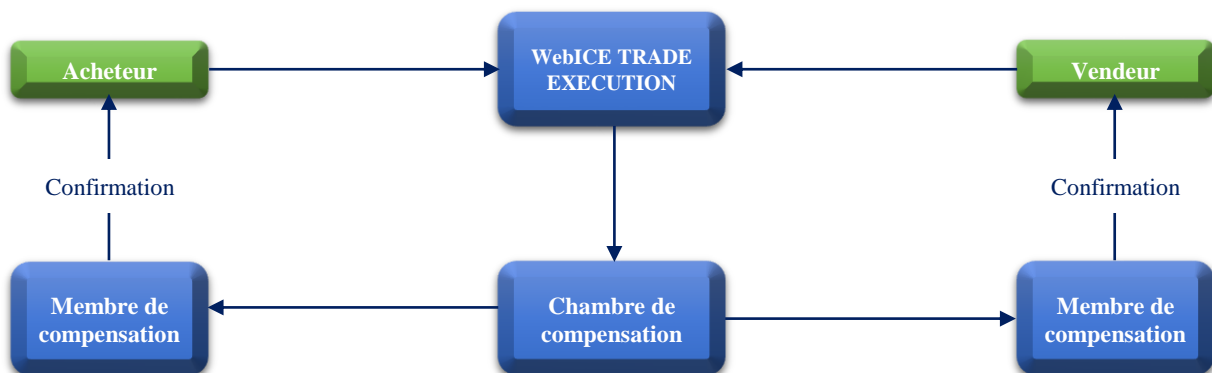 Acheteur
WebICE TRADE
EXECUTION
Vendeur
Confirmation
Confirmation
Membre de
compensation
Chambre de
compensation
Membre de
compensation